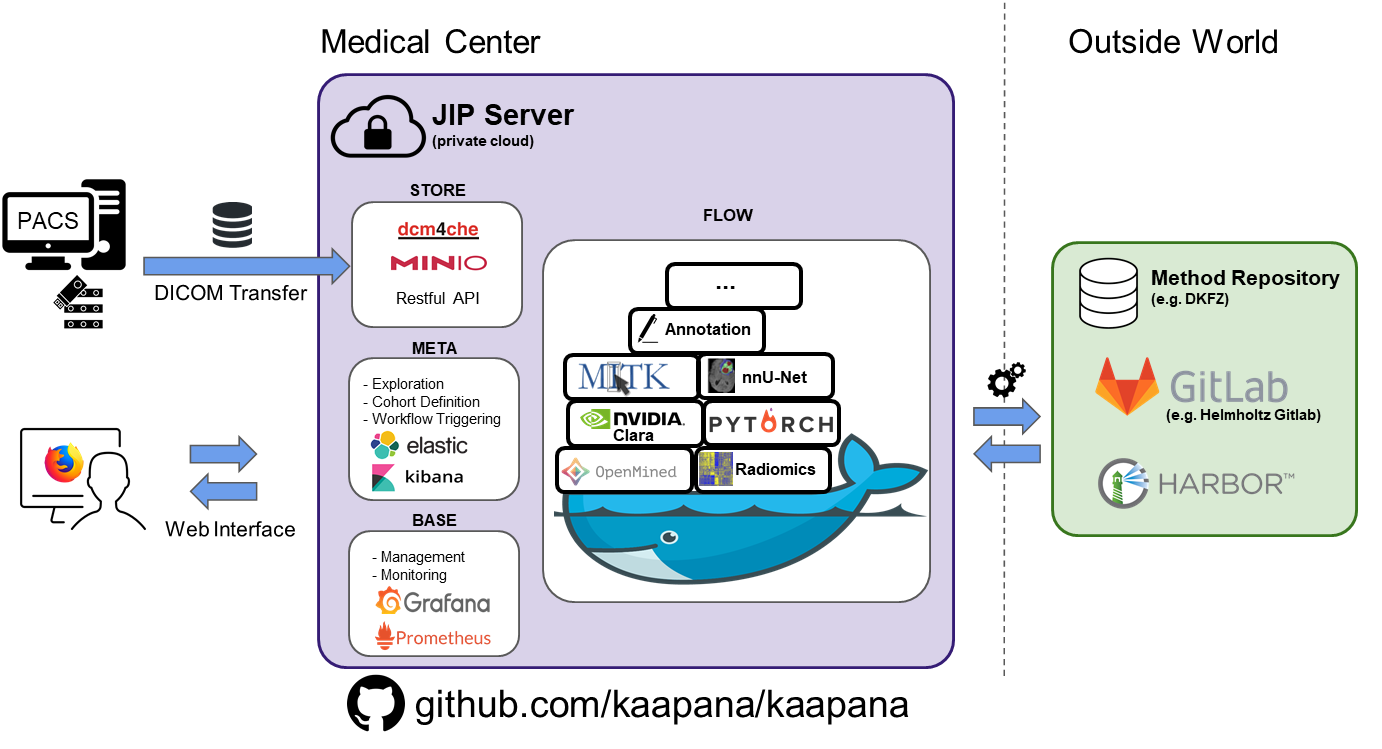 Medical Center
Outside World
JIP Server
(private cloud)
PACS
DICOM Transfer
Web Interface
STORE
dcm4che
MINIO
Restful API
META
- Exploration
- Cohort Definition
- Workflow Triggering
elastic
kibana
BASE
- Management
- Monitoring
Grafana
Prometheus
FLOW
...
Annotation
MITK
nnU-Net
NVIDIA.
Clara
PYTORCH
OpenMined
Radiomics
Method Repository
(e.g. DKFZ)
GitLab
(e.g. Helmholtz Gitlab)
HARBOR™
github.com/kaapana/kaapana